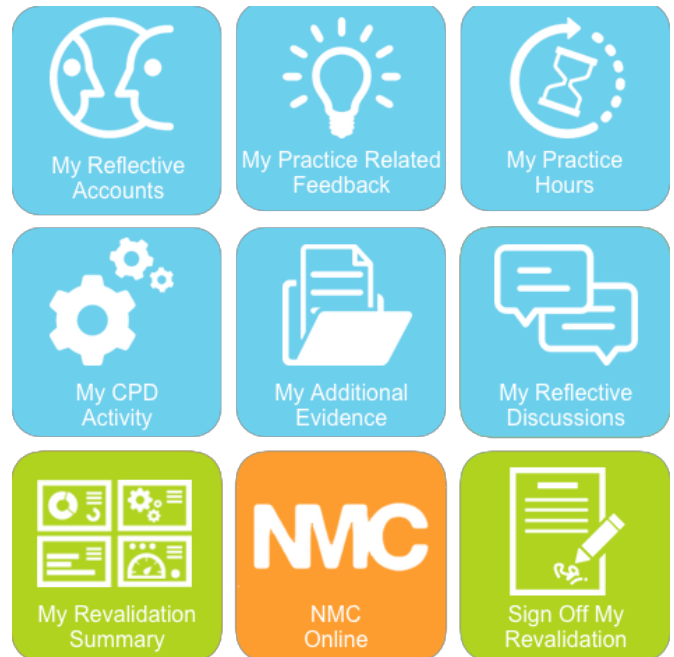 My Reflective
Accounts
My Practice Related
Feedback
My Practice
Hours
My CPD
Activity
My Additional
Evidence
My Reflective
Discussions
My Revalidation
Summary
NMC
NMC
Online
Sign Off My
Revalidation